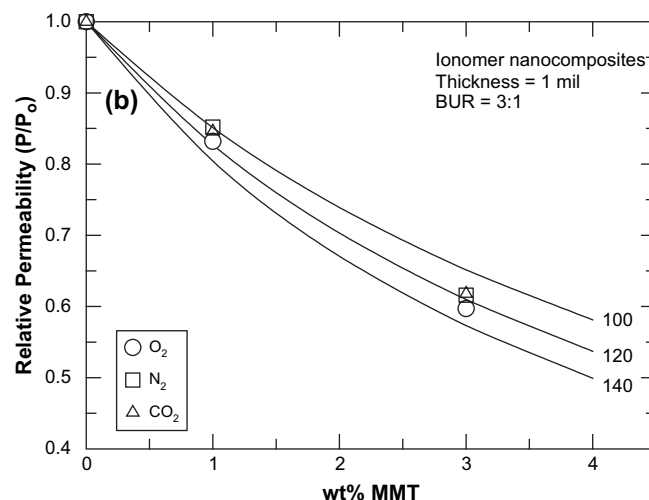 1.0
0.9
0.8
0.7
0.6
0.5
0.4
Relative Permeability (P/Pₒ)
(b)
Ionomer nanocomposites
Thickness = 1 mil
BUR = 3:1
100
120
140
O₂
N₂
CO₂
0 1 2 3 4
wt% MMT